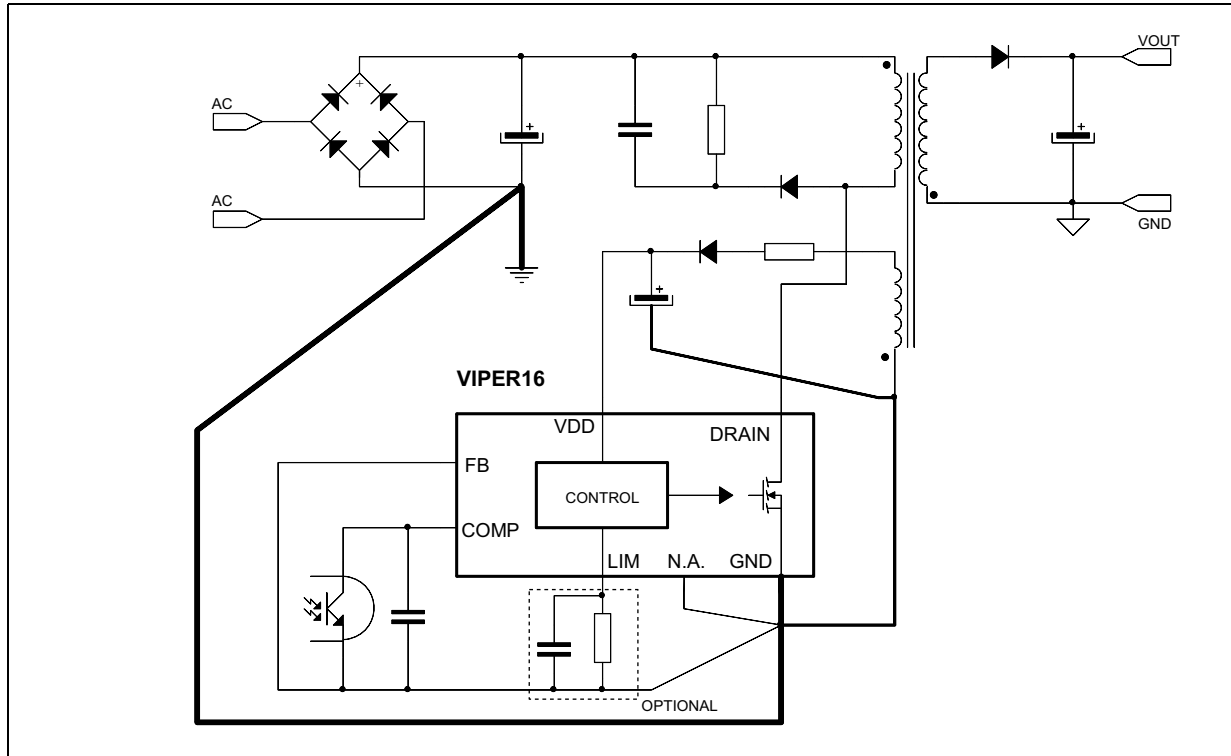 AC
AC
+
+
+
VOUT
GND
+
VIPER16
VDD
DRAIN
FB
CONTROL
COMP
LIM
N.A.
GND
OPTIONAL